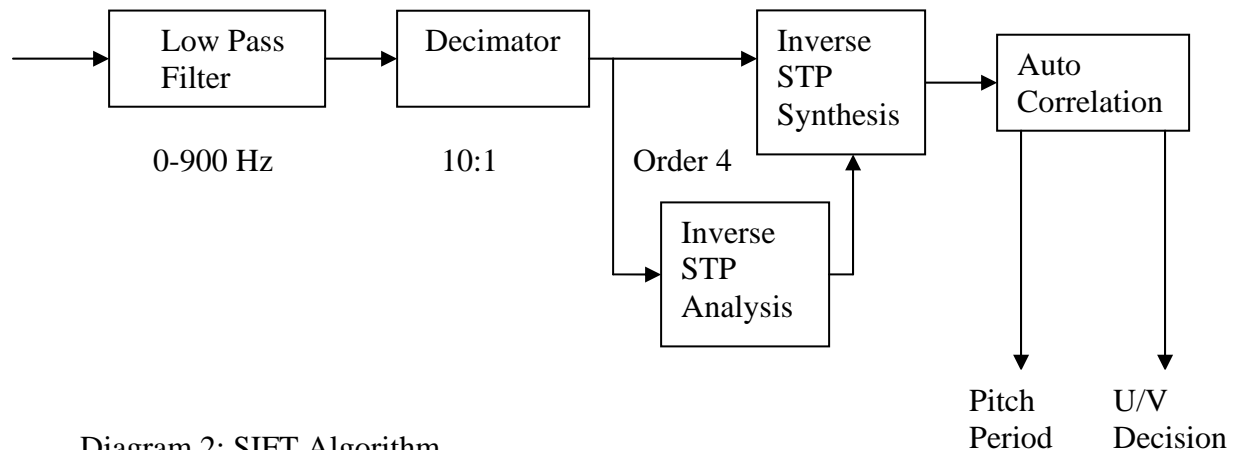 Low Pass
Filter
Decimator
Inverse
STP
Synthesis
Auto
Correlation
0-900 Hz
10:1
Order 4
Inverse
STP
Analysis
Pitch
Period
U/V
Decision
Diagram 2: SIFT Algorithm